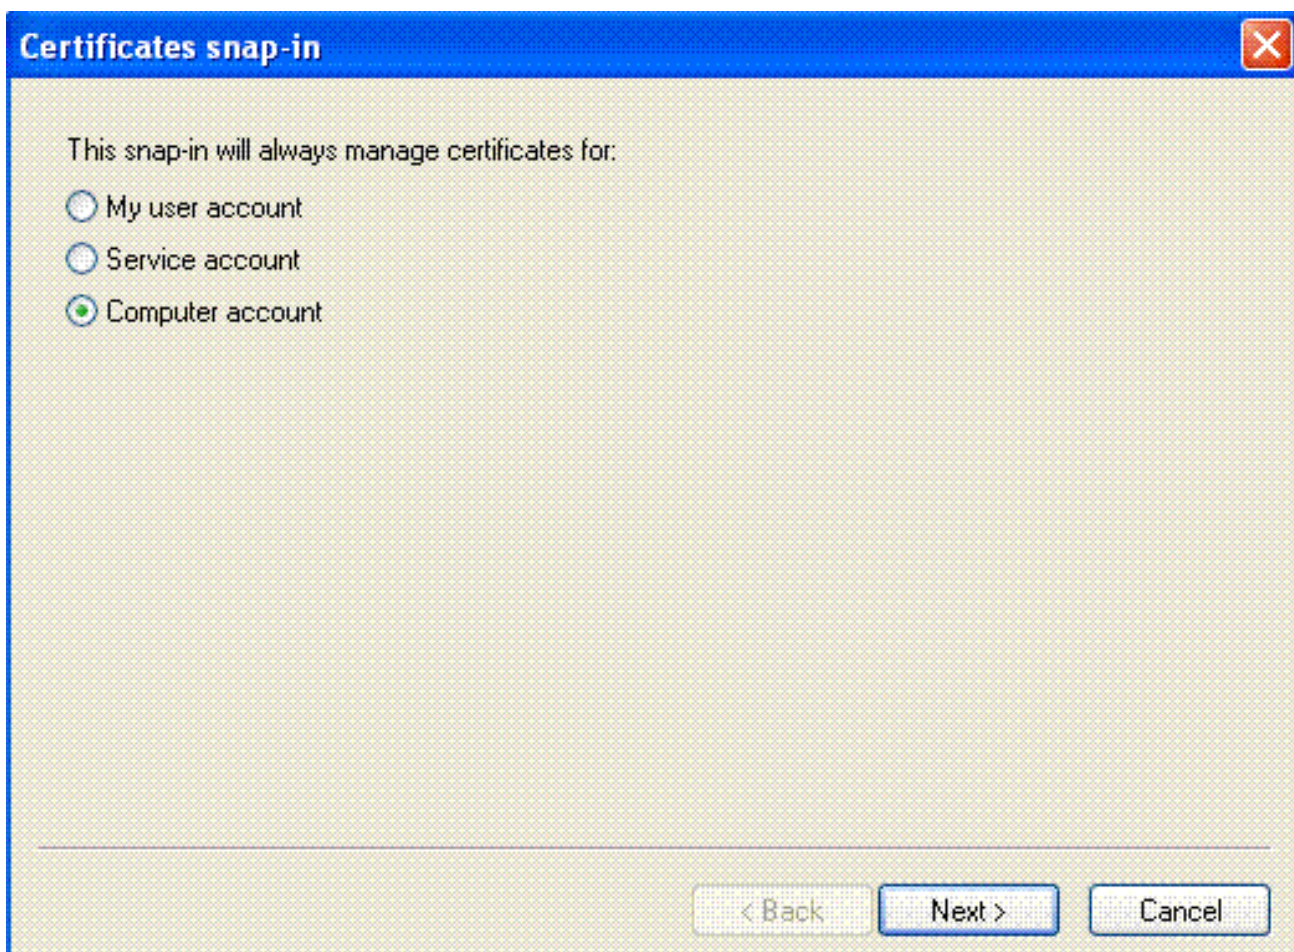 Certificates snap-in
This snap-in will always manage certificates for:
My user account
Service account
Computer account
< Back Next > Cancel